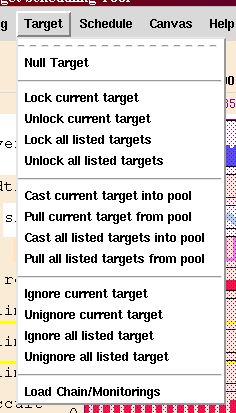 get Scheduling Tool
g Target Schedule Canvas Help
Null Target
Lock current target
Unlock current target
Lock all listed targets
Unlock all listed targets
Cast current target into pool
Pull current target from pool
Cast all listed targets into pool
Pull all listed targets from pool
Ignore current target
Unignore current target
Ignore all listed target
Unignore all listed target
Load Chain/Monitorings